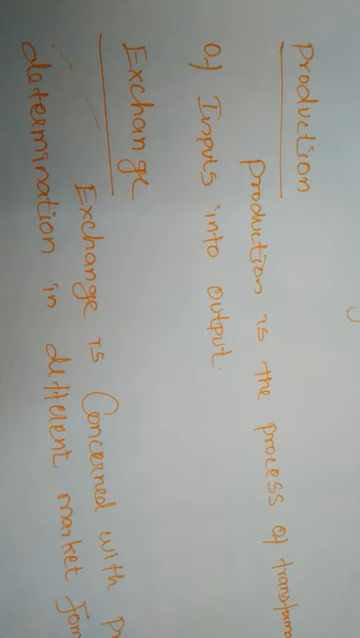 Production
Production is the process of transform
of Inputs into output.
Exchange
Exchange is Concerned with
determination in different market form